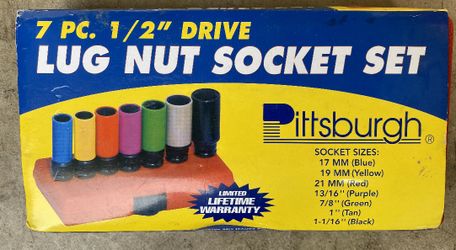 7 PC. 1/2" DRIVE
LUG NUT SOCKET SET
Pittsburgh®
SOCKET SIZES:
17 MM (Blue)
19 MM (Yellow)
21 MM (Red)
13/16" (Purple)
7/8" (Green)
1" (Tan)
1-1/16" (Black)
LIMITED
LIFETIME
WARRANTY